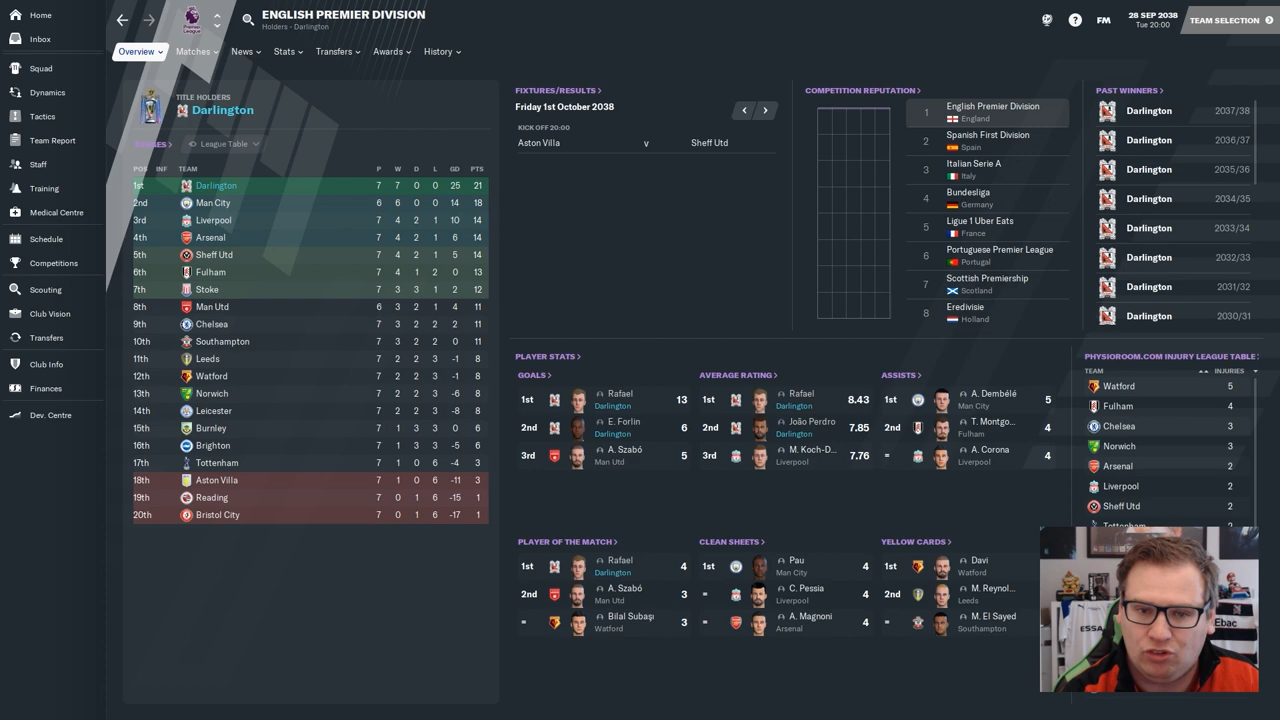 Home
Inbox
Squad
Dynamics
Tactics
Team Report
Staff
Training
Medical Centre
Schedule
Competitions
Scouting
Club Vision
Transfers
Club Info
Finances
Dev. Centre
ENGLISH PREMIER DIVISION
Holders - Darlington
FM
28 SEP 2038
Tue 20:00
TEAM SELECTION
Overview
Matches
News
Stats
Transfers
Awards
History
TITLE HOLDERS
Darlington
League Table
POS INF TEAM P W D L GD PTS
1st Darlington 7 7 0 0 25 21
2nd Man City 6 6 0 0 14 18
3rd Liverpool 7 4 2 1 10 14
4th Arsenal 7 4 2 1 6 14
5th Sheff Utd 7 4 2 1 5 14
6th Fulham 7 4 1 2 0 13
7th Stoke 7 3 3 1 2 12
8th Man Utd 6 3 2 1 4 11
9th Chelsea 7 3 2 2 2 11
10th Southampton 7 3 2 2 0 11
11th Leeds 7 2 2 3 -1 8
12th Watford 7 2 2 3 -1 8
13th Norwich 7 2 2 3 -6 8
14th Leicester 7 2 2 3 -8 8
15th Burnley 7 1 3 3 0 6
16th Brighton 7 1 3 3 -5 6
17th Tottenham 7 1 0 6 -4 3
18th Aston Villa 7 1 0 6 -11 3
19th Reading 7 0 1 6 -15 1
20th Bristol City 7 0 1 6 -17 1
FIXTURES/RESULTS
Friday 1st October 2038
KICK OFF 20:00
Aston Villa v Sheff Utd
COMPETITION REPUTATION
1 English Premier Division
England
2 Spanish First Division
Spain
3 Italian Serie A
Italy
4 Bundesliga
Germany
5 Ligue 1 Uber Eats
France
6 Portuguese Premier League
Portugal
7 Scottish Premiership
Scotland
8 Eredivisie
Holland
PAST WINNERS
Darlington 2037/38
Darlington 2036/37
Darlington 2035/36
Darlington 2034/35
Darlington 2033/34
Darlington 2032/33
Darlington 2031/32
Darlington 2030/31
PLAYER STATS
GOALS
1st Rafael 13
Darlington
2nd E. Forlin 6
Darlington
3rd A. Szabó 5
Man Utd
AVERAGE RATING
1st Rafael 8.43
Darlington
2nd João Perdro 7.85
Darlington
3rd M. Koch-D... 7.76
Liverpool
ASSISTS
1st A. Dembélé 5
Man City
2nd T. Montgo... 4
Fulham
= A. Corona 4
Liverpool
PHYSIOROOM.COM INJURY LEAGUE TABLE
TEAM INJURIES
Watford 5
Fulham 4
Chelsea 3
Norwich 3
Arsenal 2
Liverpool 2
Sheff Utd 2
Tottenham 2
PLAYER OF THE MATCH
1st Rafael 4
Darlington
2nd A. Szabó 3
Man Utd
= Bilal Subaşı 3
Watford
CLEAN SHEETS
1st Pau 4
Man City
= C. Pessia 4
Liverpool
= A. Magnoni 4
Arsenal
YELLOW CARDS
1st Davi
Watford
2nd M. Reynol...
Leeds
= M. El Sayed
Southampton
ESSA
Ebac